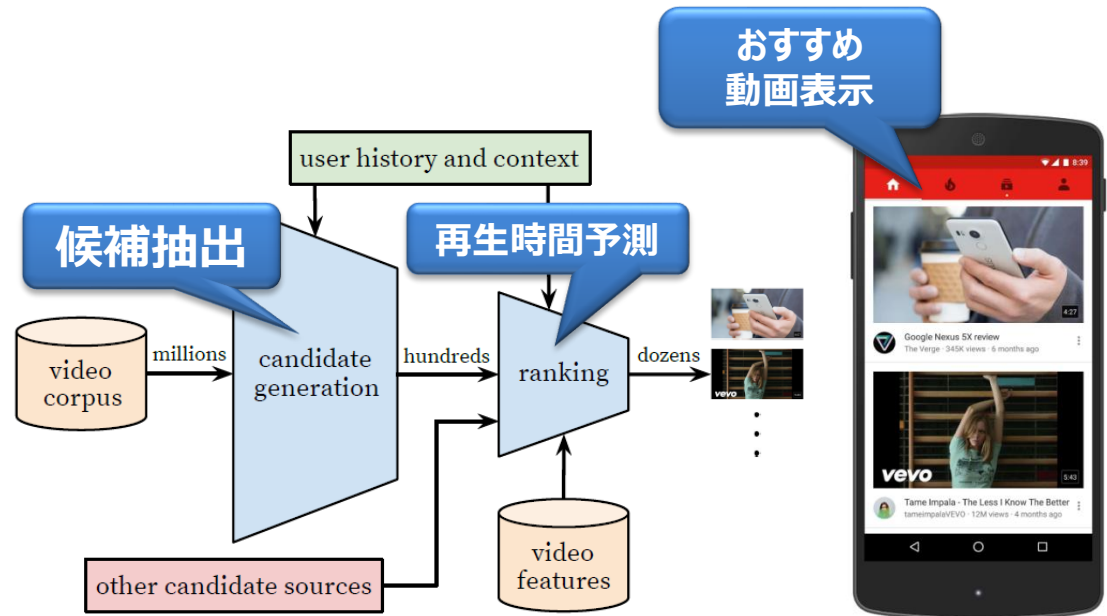 おすすめ
動画表示
user history and context
候補抽出
再生時間予測
millions
video
corpus
candidate
generation
hundreds
ranking
dozens
vevo
other candidate sources
video
features
8:39
4:27
Google Nexus 5X review
The Verge · 345K views · 6 months ago
vevo
5:43
Tame Impala - The Less I Know The Better
tameimpalaVEVO · 12M views · 4 months ago